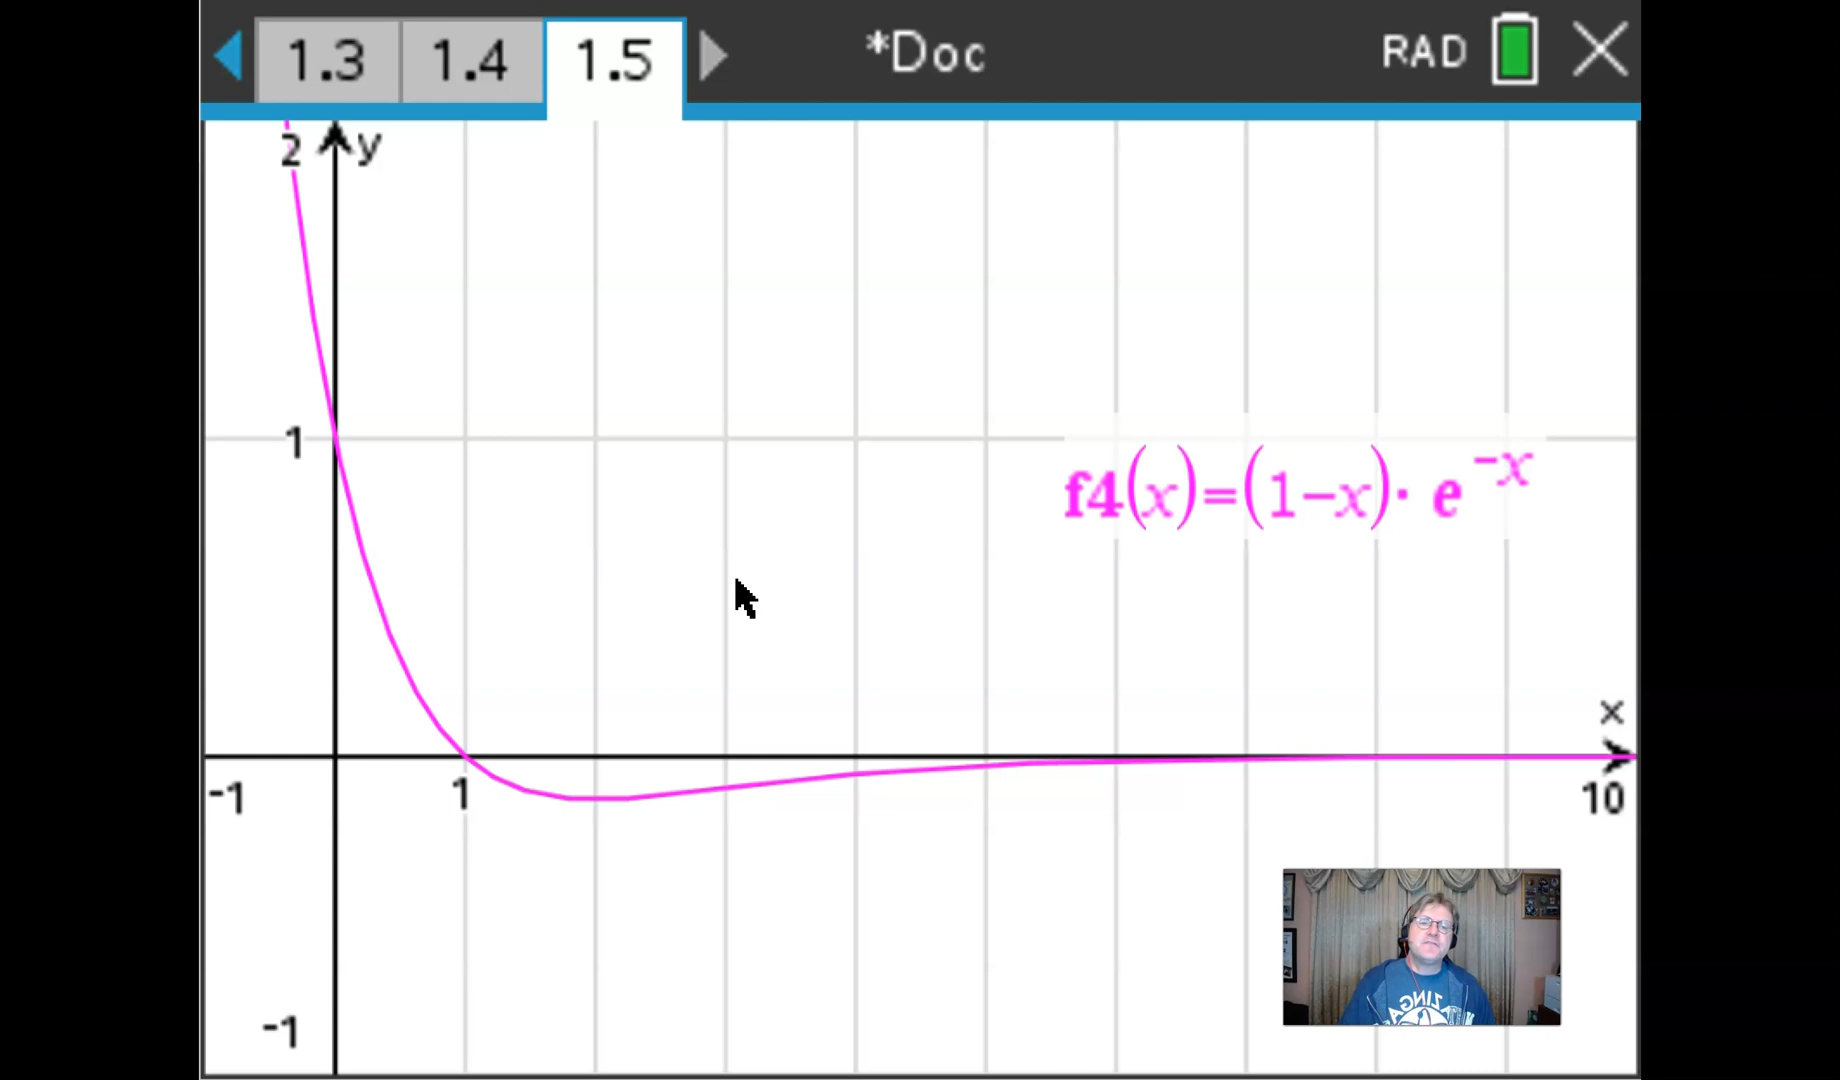 1.3 1.4 1.5 *Doc RAD
2 y
1
f4(x)=(1-x)· e^-x
x
-1 1 10
-1